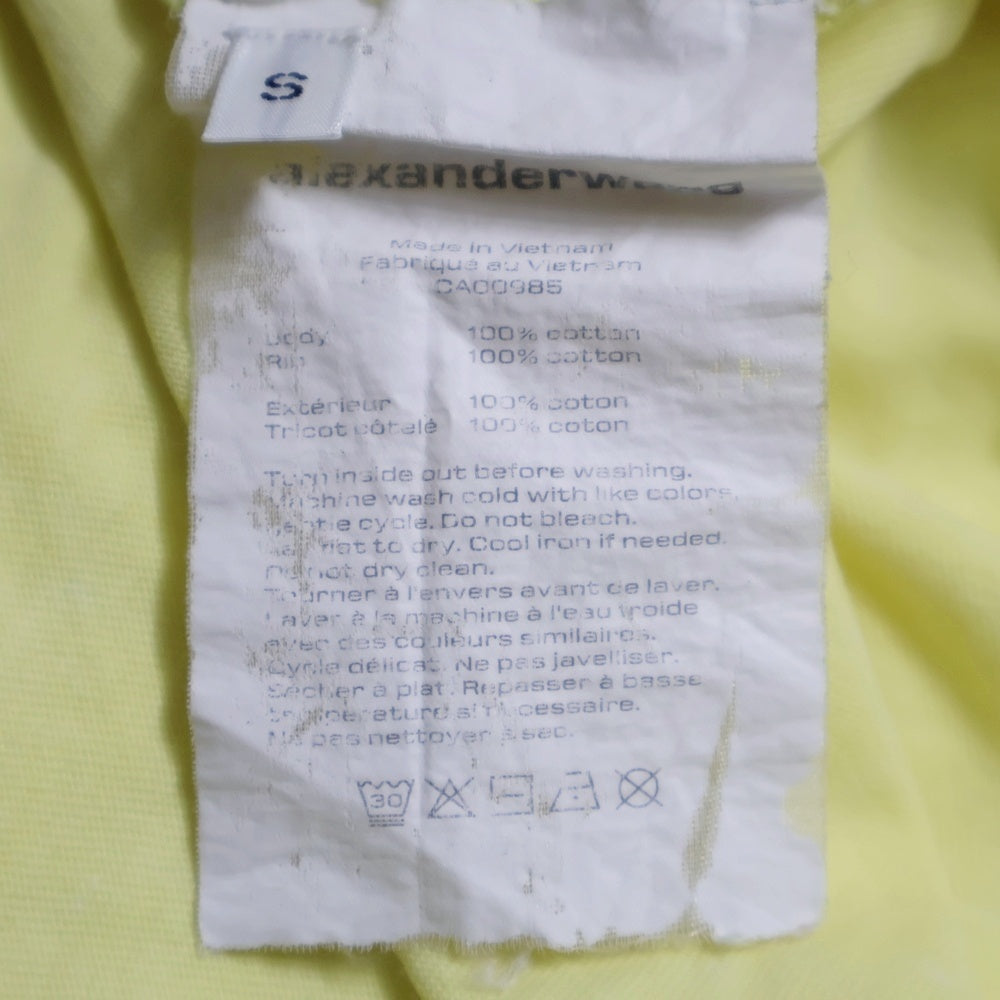 S
alexanderwang
Made in Vietnam
Fabriqué au Vietnam
CA00985
Body 100% cotton
Rib 100% cotton
Extérieur 100% coton
Tricot côtelé 100% coton
Turn inside out before washing.
Machine wash cold with like colors,
gentle cycle. Do not bleach.
Lay flat to dry. Cool iron if needed.
Do not dry clean.
Tourner à l'envers avant de laver.
Laver à la machine à l'eau froide
avec des couleurs similaires.
Cycle délicat. Ne pas javelliser.
Sécher à plat. Repasser à basse
température si nécessaire.
Ne pas nettoyer à sec.
30